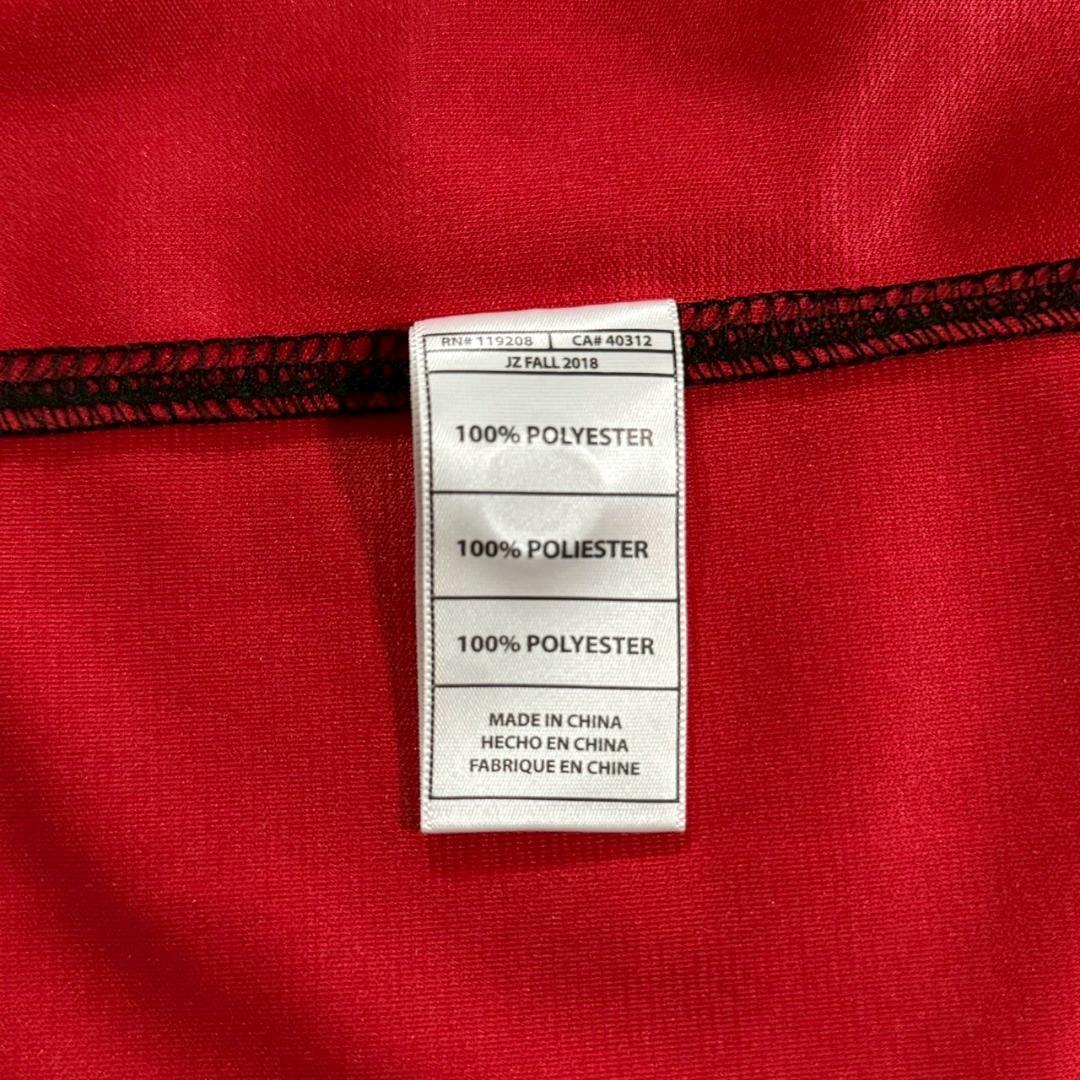 RN# 119208 | CA# 40312
JZ FALL 2018
100% POLYESTER
100% POLIESTER
100% POLYESTER
MADE IN CHINA
HECHO EN CHINA
FABRIQUE EN CHINE